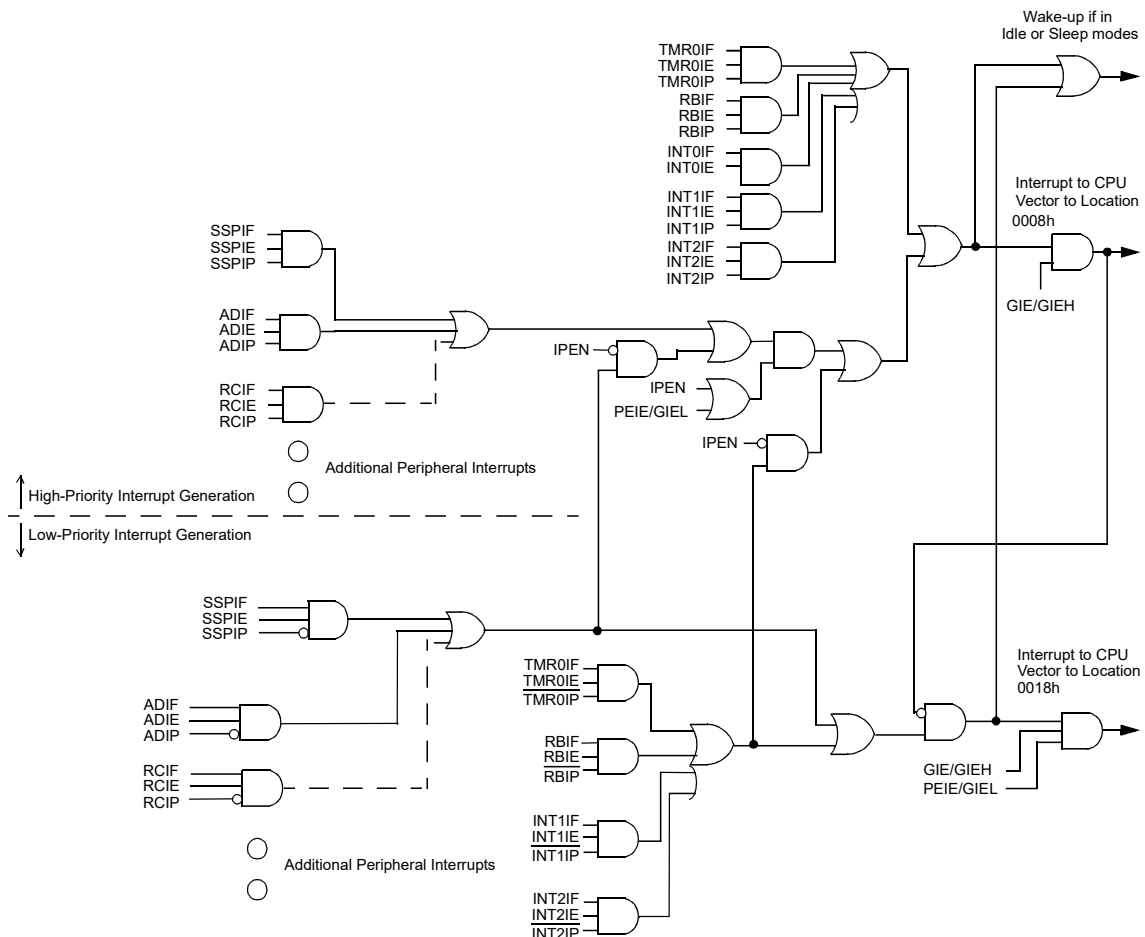 Wake-up if in
Idle or Sleep modes
TMR0IF
TMR0IE
TMR0IP
RBIF
RBIE
RBIP
INT0IF
INT0IE
INT1IF
INT1IE
INT1IP
INT2IF
INT2IE
INT2IP
Interrupt to CPU
Vector to Location
0008h
GIE/GIEH
SSPIF
SSPIE
SSPIP
ADIF
ADIE
ADIP
RCIF
RCIE
RCIP
IPEN
IPEN
PEIE/GIEL
IPEN
Additional Peripheral Interrupts
High-Priority Interrupt Generation
Low-Priority Interrupt Generation
SSPIF
SSPIE
SSPIP
ADIF
ADIE
ADIP
RCIF
RCIE
RCIP
Additional Peripheral Interrupts
TMR0IF
TMR0IE
TMR0IP
RBIF
RBIE
RBIP
INT1IF
INT1IE
INT1IP
INT2IF
INT2IE
INT2IP
Interrupt to CPU
Vector to Location
0018h
GIE/GIEH
PEIE/GIEL